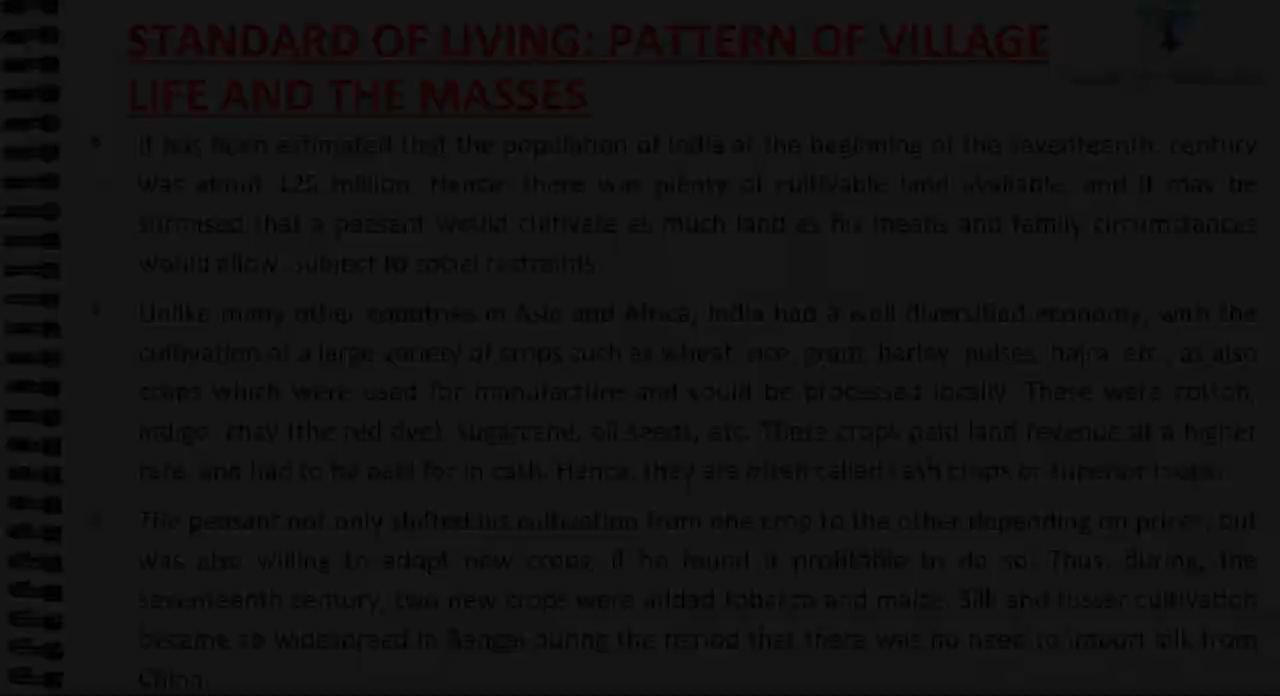 STANDARD OF LIVING: PATTERN OF VILLAGE
LIFE AND THE MASSES
It has been estimated that the population of India at the beginning of the seventeenth century
was about 125 million. Hence, there was plenty of cultivable land available, and it may be
surmised that a peasant would cultivate as much land as his means and family circumstances
would allow, subject to social restraints.
Unlike many other countries in Asia and Africa, India had a well diversified economy, with the
cultivation of a large variety of crops such as wheat, rice, gram, barley, pulses, bajra, etc., as also
crops which were used for manufacture and could be processed locally. These were cotton,
indigo, chay (the red dye), sugarcane, oil seeds, etc. These crops paid land revenue at a higher
rate, and had to be paid for in cash. Hence, they are often called cash crops or superior crops.
The peasant not only shifted his cultivation from one crop to the other depending on prices, but
was also willing to adopt new crops if he found it profitable to do so. Thus, during, the
seventeenth century, two new crops were added tobacco and maize. Silk and tusser cultivation
became so widespread in Bengal during the period that there was no need to import silk from
China.